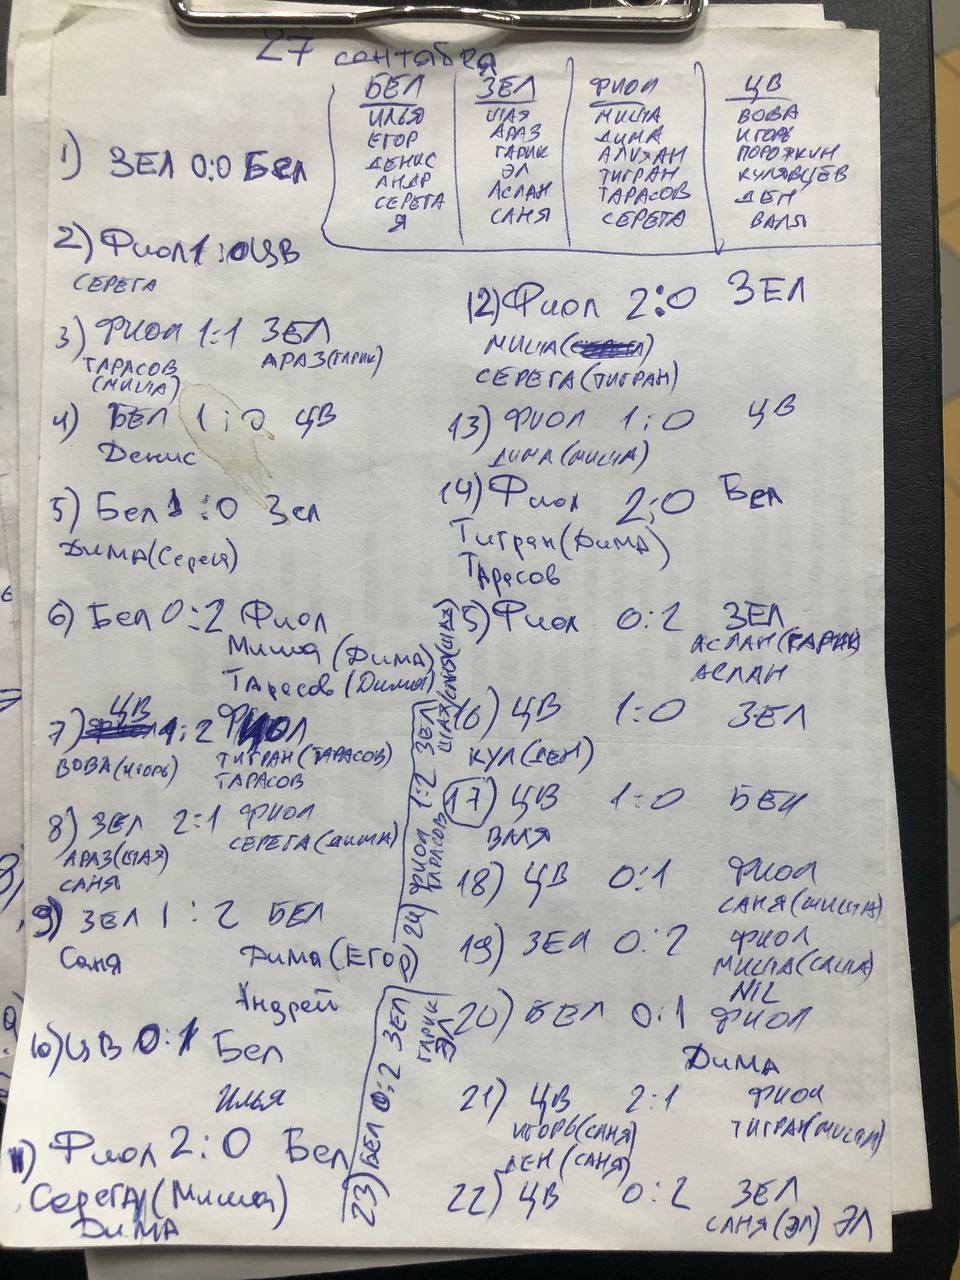 27 сентабря
БЕЛ
ИЛЬЯ
ЕГОР
ДЕНИС
АНДР
СЕРЕГА
Я
ЗЕЛ
ШАЯ
АРАЗ
ГАРИК
ЭЛ
АСЛАН
САНЯ
ФИОЛ
МИША
ДИМА
АЛИХАН
ТИГРАН
ТАРАСОВ
СЕРЕГА
ЦВ
ВОВА
ИГОРЬ
ПОРОЖКИН
КУЛЯВЦЕВ
ДЕН
ВАЛЯ
1) ЗЕЛ 0:0 Бел
2) Фиол 1:0 ЦВ
СЕРЕГА
3) ФИОЛ 1:1 ЗЕЛ
ТАРАСОВ (МИША) АРАЗ (ГАРИК)
4) БЕЛ 1:0 ЦВ
Денис
5) Бел 1:0 Зел
Дима (Серега)
6) Бел 0:2 Фиол
Миша (Дима)
Тарасов (Дима)
7) ЦВ 1:2 ФИОЛ
ВОВА (ИГОРЬ) ТИГРАН (ТАРАСОВ)
ТАРАСОВ
8) ЗЕЛ 2:1 ФИОЛ
АРАЗ (ШАЯ) СЕРЕГА (ДИМА)
САНЯ
9) ЗЕЛ 1:2 БЕЛ
Саня Дима (ЕГОР)
Андрей
10) ЦВ 0:1 Бел
Илья
11) Фиол 2:0 Бел
Серега (Миша)
Дима
12) Фиол 2:0 ЗЕЛ
МИША
СЕРЕГА (ТИГРАН)
13) ФИОЛ 1:0 ЦВ
ДИМА (МИША)
14) Фиол 2:0 Бел
Тигран (Дима)
Тарасов
15) Фиол 0:2 ЗЕЛ
АСЛАН (ГАРИК)
АСЛАН
16) ЦВ 1:0 ЗЕЛ
КУЛ (ДЕН)
17) ЦВ 1:0 БЕЛ
ВАЛЯ
18) ЦВ 0:1 ФИОЛ
САНЯ (МИША)
19) ЗЕЛ 0:2 ФИОЛ
МИША (САША)
NIL
20) БЕЛ 0:1 ФИОЛ
Дима
21) ЦВ 2:1 ФИОЛ
ИГОРЬ (САНЯ) ТИГРАН (МИША)
ДЕН (САНЯ)
22) ЦВ 0:2 ЗЕЛ
САНЯ (ЭЛ) ЭЛ
23) БЕЛ 0:2 ЗЕЛ
ГАРИК
ЭЛ
24) ФИОЛ 1:2 ЗЕЛ
ТАРАСОВ ШАЯ САНЯ (ШАЯ)